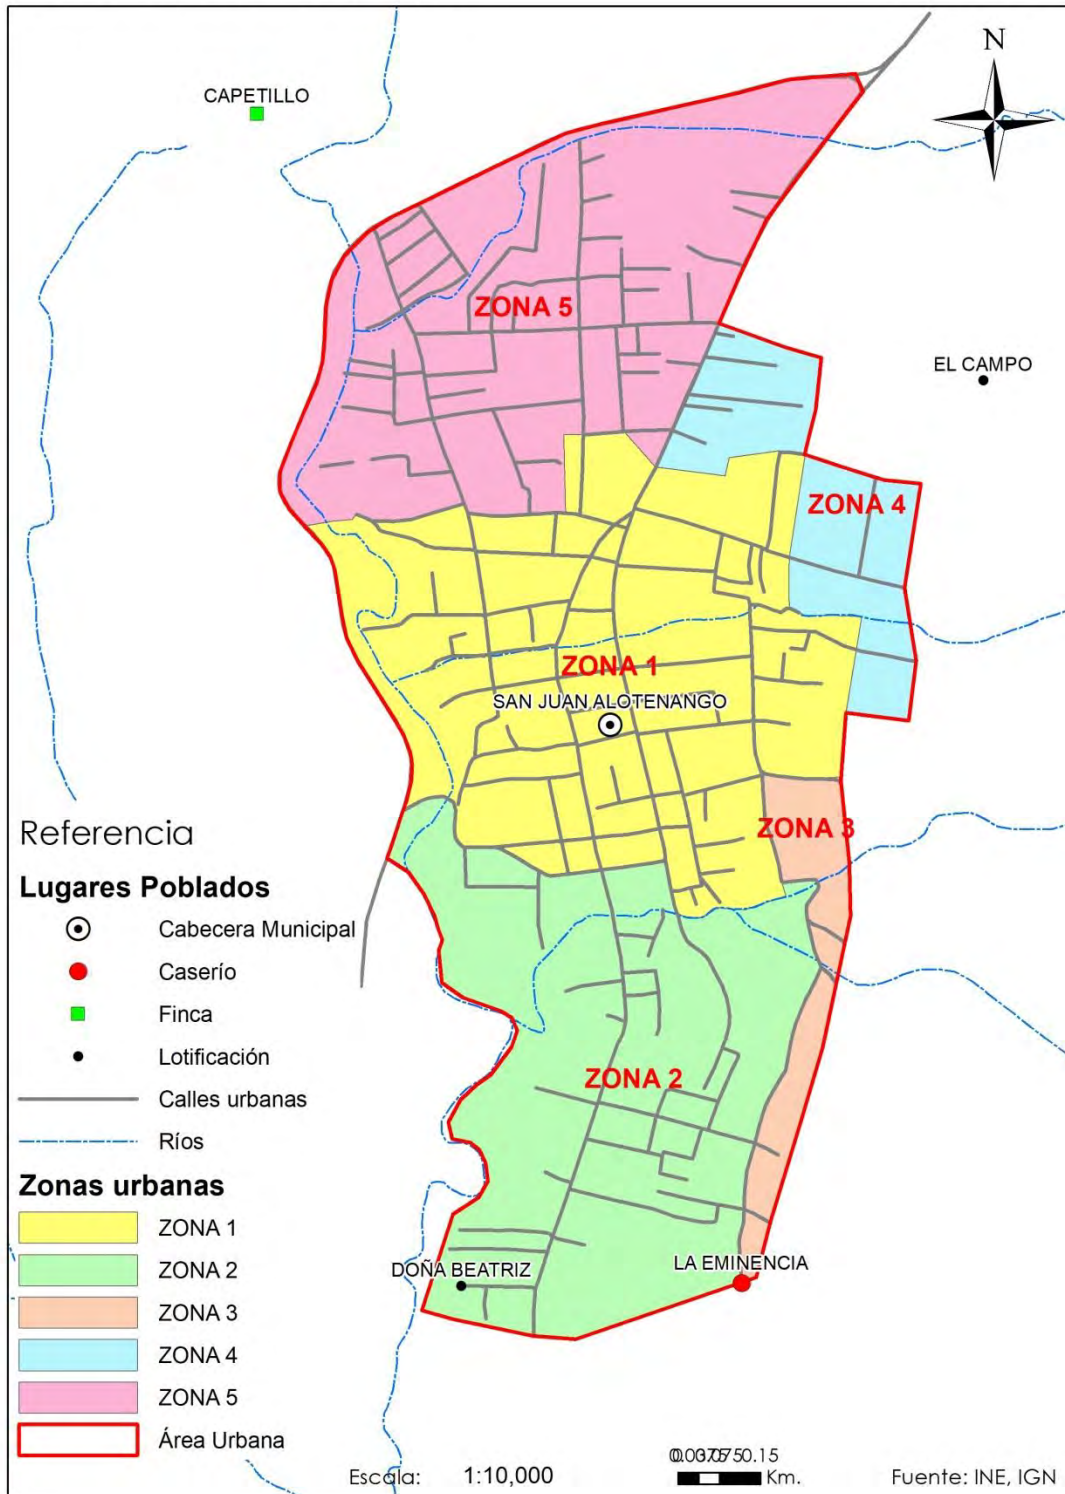 N
CAPETILLO
ZONA 5
EL CAMPO
ZONA 4
ZONA 1
SAN JUAN ALOTENANGO
ZONA 3
ZONA 2
DOÑA BEATRIZ
LA EMINENCIA
Referencia
Lugares Poblados
Cabecera Municipal
Caserío
Finca
Lotificación
Calles urbanas
Ríos
Zonas urbanas
ZONA 1
ZONA 2
ZONA 3
ZONA 4
ZONA 5
Área Urbana
Escala: 1:10,000
0.15
Km.
Fuente: INE, IGN